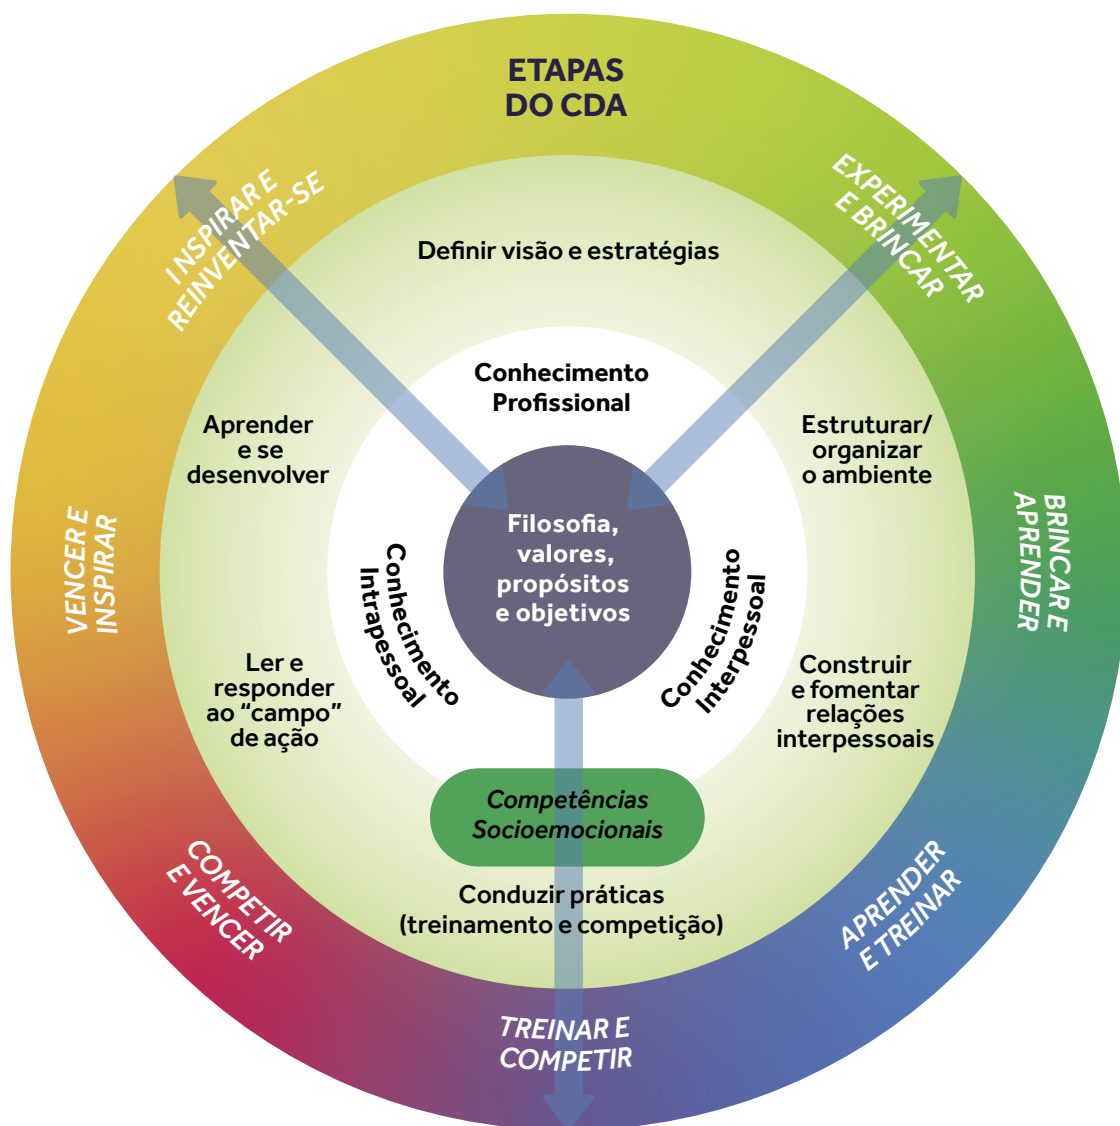 ETAPAS
DO CDA
EXPERIMENTAR
E BRINCAR
BRINCAR E
APRENDER
APRENDER
E TREINAR
TREINAR E
COMPETIR
COMPETIR
E VENCER
VENCER E
INSPIRAR
INSPIRAR E
REINVENTAR-SE
Definir visão e estratégias
Estruturar/
organizar
o ambiente
Construir
e fomentar
relações
interpessoais
Conduzir práticas
(treinamento e competição)
Ler e
responder
ao “campo”
de ação
Aprender
e se
desenvolver
Conhecimento
Profissional
Conhecimento
Interpessoal
Conhecimento
Intrapessoal
Competências
Socioemocionais
Filosofia,
valores,
propósitos
e objetivos